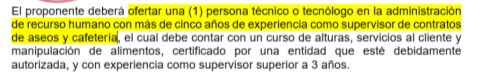 El proponente deberá ofertar una (1) persona técnico o tecnólogo en la administración
de recurso humano con más de cinco años de experiencia como supervisor de contratos
de aseos y cafetería, el cual debe contar con un curso de alturas, servicios al cliente y
manipulación de alimentos, certificado por una entidad que esté debidamente
autorizada, y con experiencia como supervisor superior a 3 años.